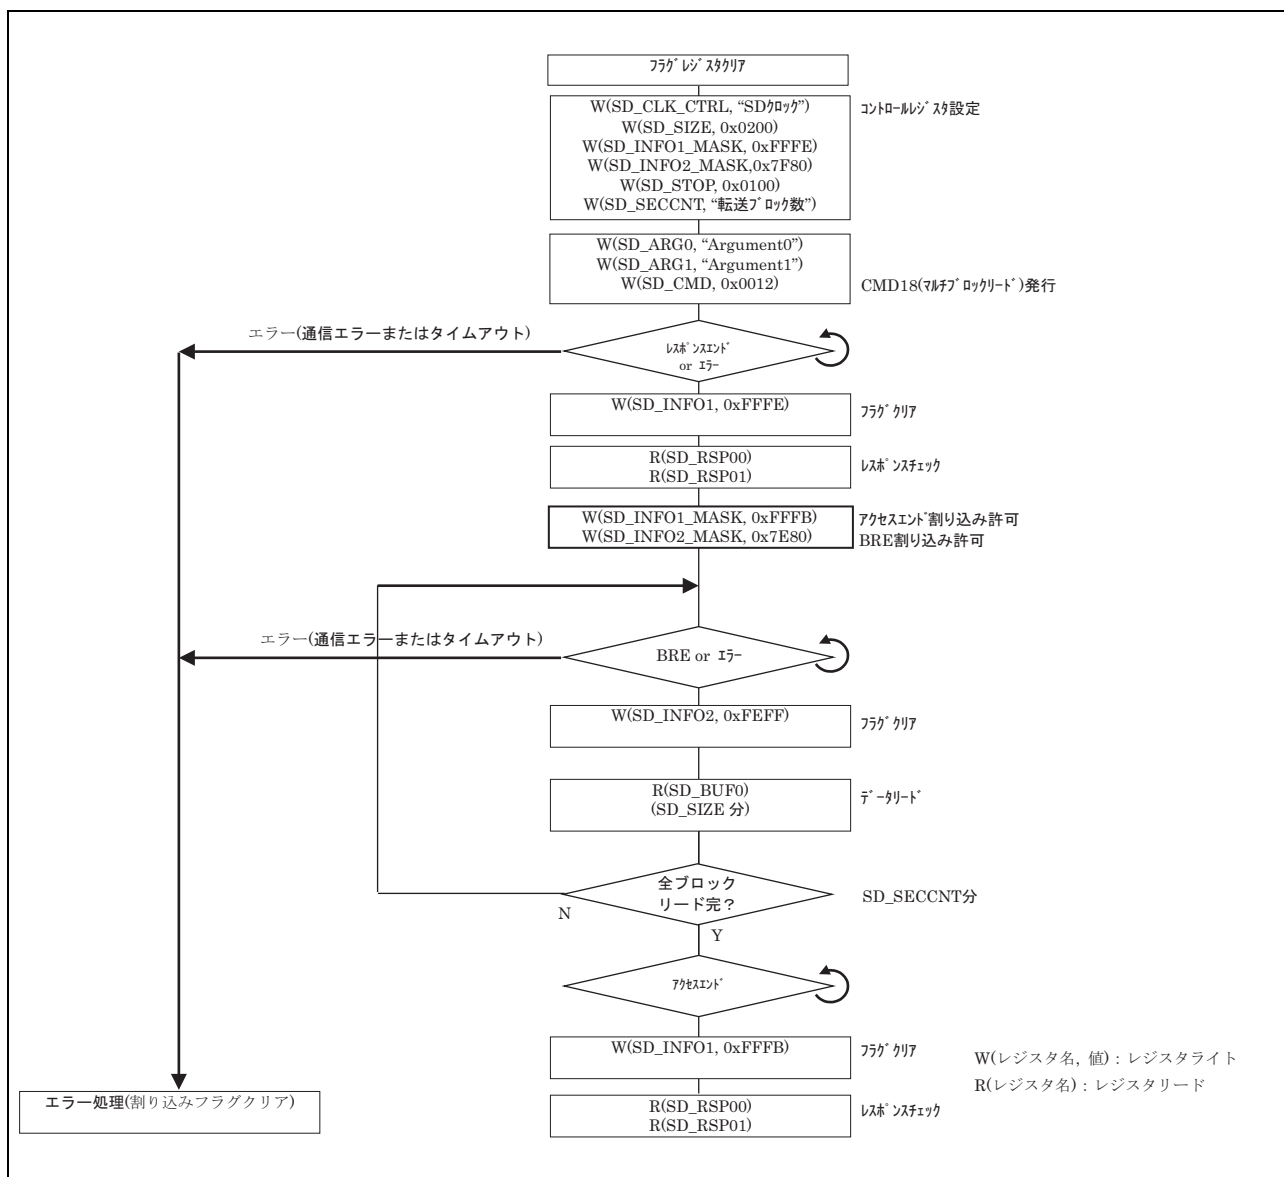 ﾌﾗｸﾞﾚｼﾞｽﾀｸﾘｱ
W(SD_CLK_CTRL, “SDｸﾛｯｸ”)
W(SD_SIZE, 0x0200)
W(SD_INFO1_MASK, 0xFFFE)
W(SD_INFO2_MASK,0x7F80)
W(SD_STOP, 0x0100)
W(SD_SECCNT, “転送ﾌﾞﾛｯｸ数”)
ｺﾝﾄﾛｰﾙﾚｼﾞｽﾀ設定
W(SD_ARG0, “Argument0”)
W(SD_ARG1, “Argument1”)
W(SD_CMD, 0x0012)
CMD18(ﾏﾙﾁﾌﾞﾛｯｸﾘｰﾄﾞ)発行
エラー(通信エラーまたはタイムアウト)
ﾚｽﾎﾟﾝｽｴﾝﾄﾞ
or ｴﾗｰ
W(SD_INFO1, 0xFFFE)
ﾌﾗｸﾞｸﾘｱ
R(SD_RSP00)
R(SD_RSP01)
ﾚｽﾎﾟﾝｽﾁｪｯｸ
W(SD_INFO1_MASK, 0xFFFB)
W(SD_INFO2_MASK, 0x7E80)
ｱｸｾｽｴﾝﾄﾞ割り込み許可
BRE割り込み許可
エラー(通信エラーまたはタイムアウト)
BRE or ｴﾗｰ
W(SD_INFO2, 0xFEFF)
ﾌﾗｸﾞｸﾘｱ
R(SD_BUF0)
(SD_SIZE 分)
ﾃﾞｰﾀﾘｰﾄﾞ
全ブロック
リード完？
SD_SECCNT分
N
Y
ｱｸｾｽｴﾝﾄﾞ
W(SD_INFO1, 0xFFFB)
ﾌﾗｸﾞｸﾘｱ
W(レジスタ名, 値)：レジスタライト
R(レジスタ名)：レジスタリード
エラー処理(割り込みフラグクリア)
R(SD_RSP00)
R(SD_RSP01)
ﾚｽﾎﾟﾝｽﾁｪｯｸ